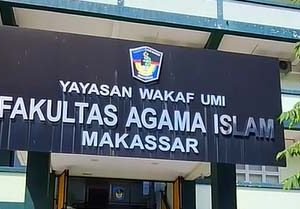 YAYASAN WAKAF UMI
FAKULTAS AGAMA ISLAM
MAKASSAR